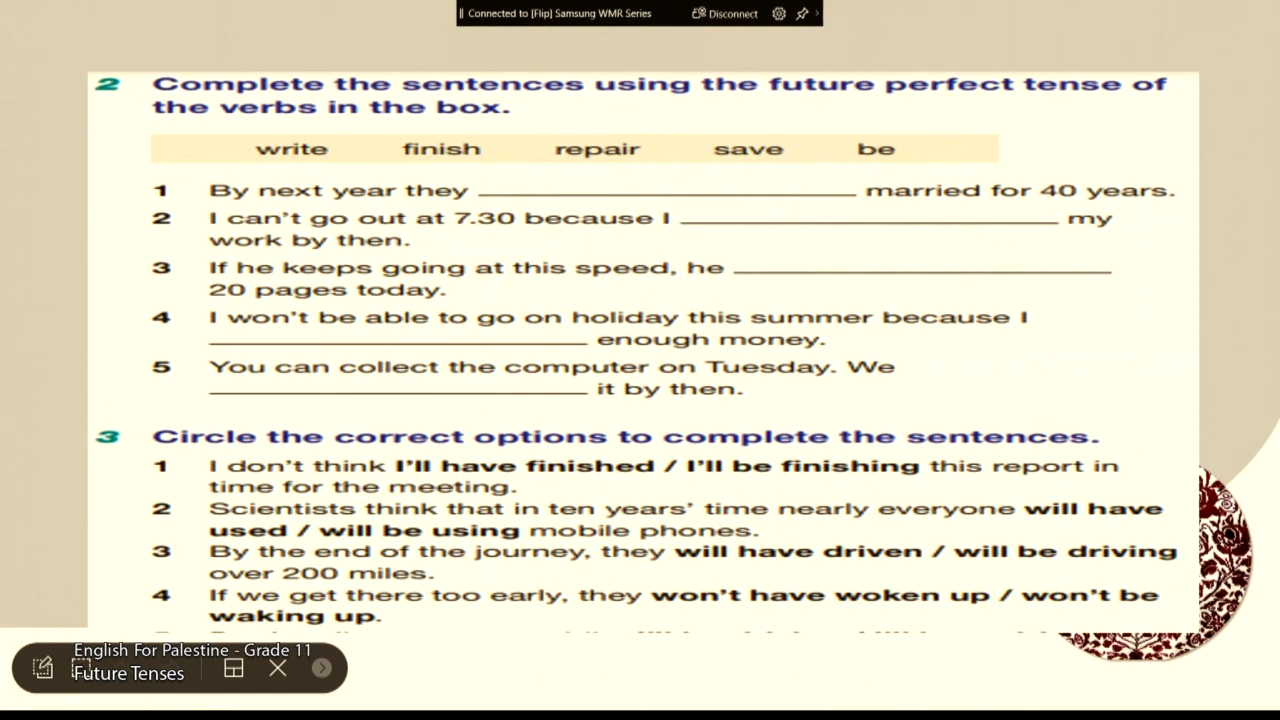 Connected to [Flip] Samsung WMR Series Disconnect
2 Complete the sentences using the future perfect tense of
the verbs in the box.
write finish repair save be
1 By next year they ______ married for 40 years.
2 I can't go out at 7.30 because I ______ my
work by then.
3 If he keeps going at this speed, he ______
20 pages today.
4 I won't be able to go on holiday this summer because I
______ enough money.
5 You can collect the computer on Tuesday. We
______ it by then.
3 Circle the correct options to complete the sentences.
1 I don't think I'll have finished / I'll be finishing this report in
time for the meeting.
2 Scientists think that in ten years' time nearly everyone will have
used / will be using mobile phones.
3 By the end of the journey, they will have driven / will be driving
over 200 miles.
4 If we get there too early, they won't have woken up / won't be
waking up.
English For Palestine - Grade 11
Future Tenses